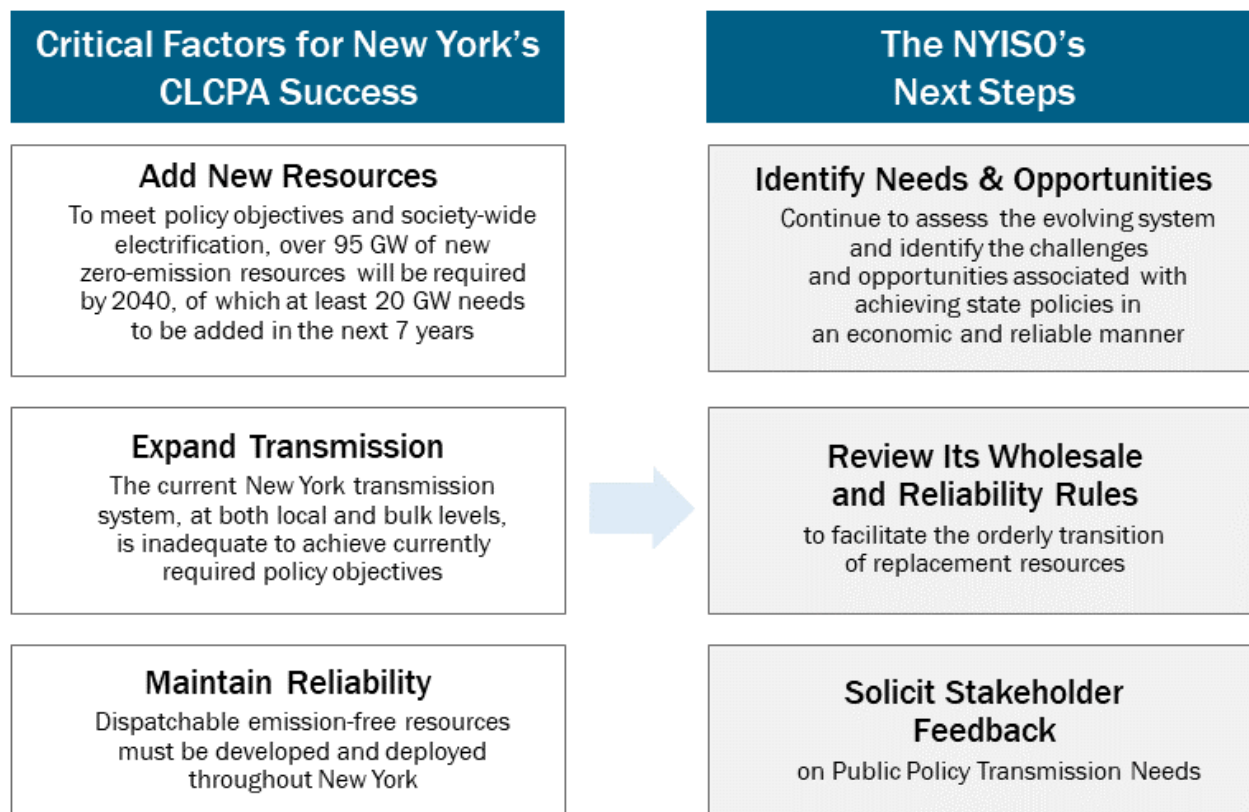 Critical Factors for New York's
CLCPA Success
Add New Resources
To meet policy objectives and society-wide
electrification, over 95 GW of new
zero-emission resources will be required
by 2040, of which at least 20 GW needs
to be added in the next 7 years
Expand Transmission
The current New York transmission
system, at both local and bulk levels,
is inadequate to achieve currently
required policy objectives
Maintain Reliability
Dispatchable emission-free resources
must be developed and deployed
throughout New York
The NYISO's
Next Steps
Identify Needs & Opportunities
Continue to assess the evolving system
and identify the challenges
and opportunities associated with
achieving state policies in
an economic and reliable manner
Review Its Wholesale
and Reliability Rules
to facilitate the orderly transition
of replacement resources
Solicit Stakeholder
Feedback
on Public Policy Transmission Needs